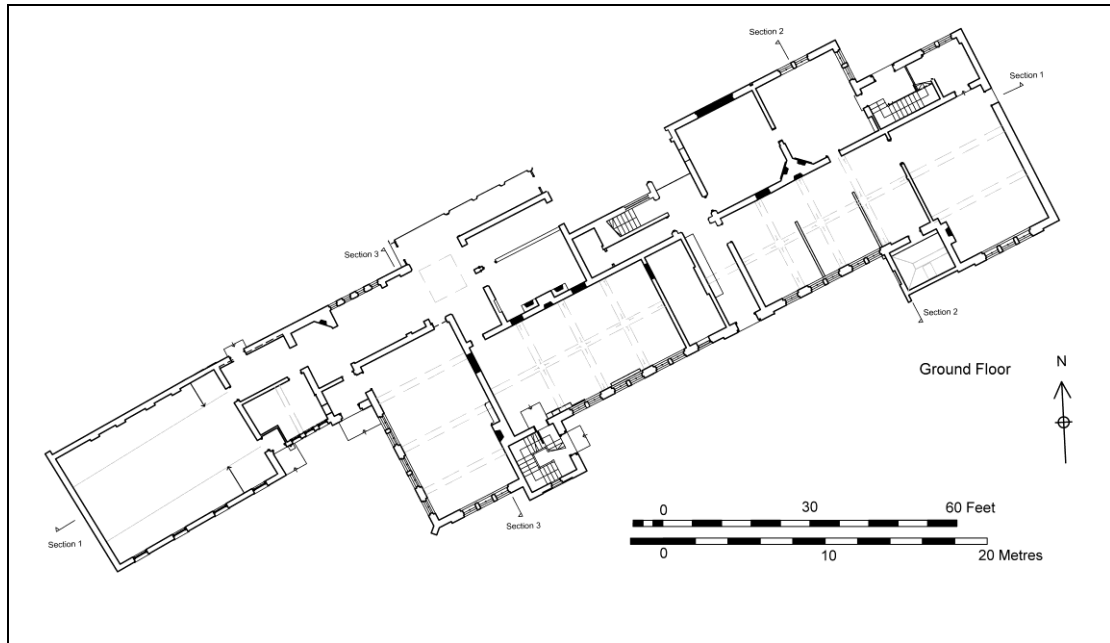 Section 2
Section 1
Section 3
Section 2
Ground Floor
N
Section 3
Section 1
0 30 60 Feet
0 10 20 Metres